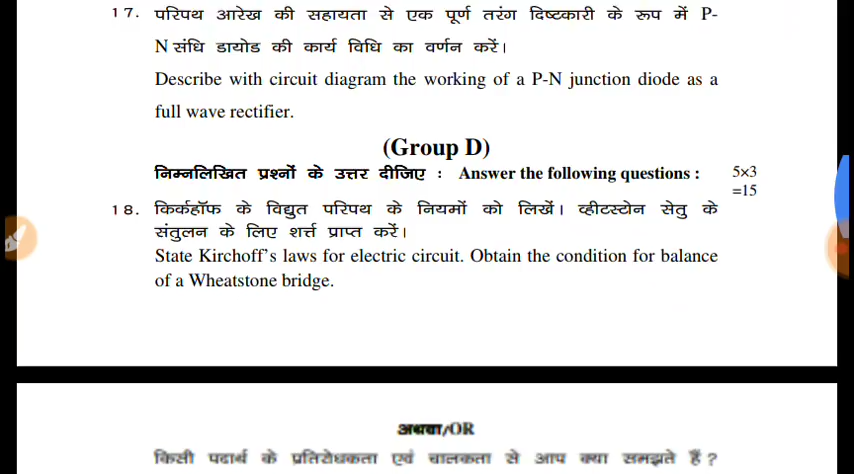 17. परिपथ आरेख की सहायता से एक पूर्ण तरंग दिष्टकारी के रूप में P-
N संधि डायोड की कार्य विधि का वर्णन करें।
Describe with circuit diagram the working of a P-N junction diode as a
full wave rectifier.
(Group D)
निम्नलिखित प्रश्नों के उत्तर दीजिए : Answer the following questions : 5×3
=15
18. किर्कहॉफ के विद्युत परिपथ के नियमों को लिखें। व्हीटस्टोन सेतु के
संतुलन के लिए शर्त्त प्राप्त करें।
State Kirchoff's laws for electric circuit. Obtain the condition for balance
of a Wheatstone bridge.
अथवा/OR
किसी पदार्थ के प्रतिरोधकता एवं चालकता से आप क्या समझते हैं?